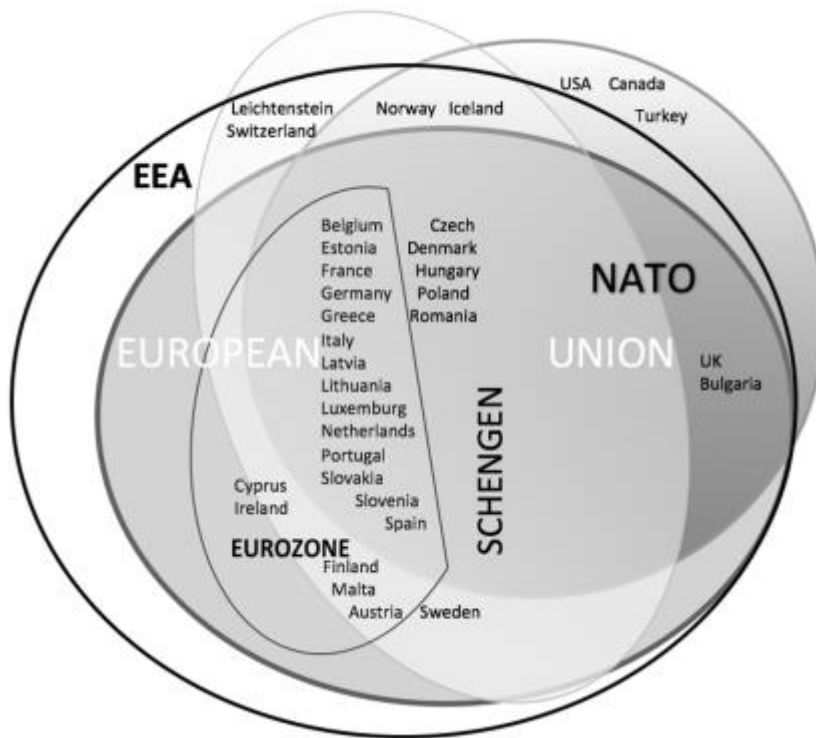 USA Canada
Leichtenstein
Norway Iceland
Turkey
Switzerland
EEA
Belgium
Czech
Estonia
Denmark
France
Hungary
NATO
Germany
Poland
Greece
Romania
Italy
EUROPEAN
UNION
Latvia
UK
Lithuania
Bulgaria
Luxemburg
Netherlands
SCHENGEN
Portugal
Slovakia
Cyprus
Slovenia
Ireland
Spain
EUROZONE
Finland
Malta
Austria
Sweden